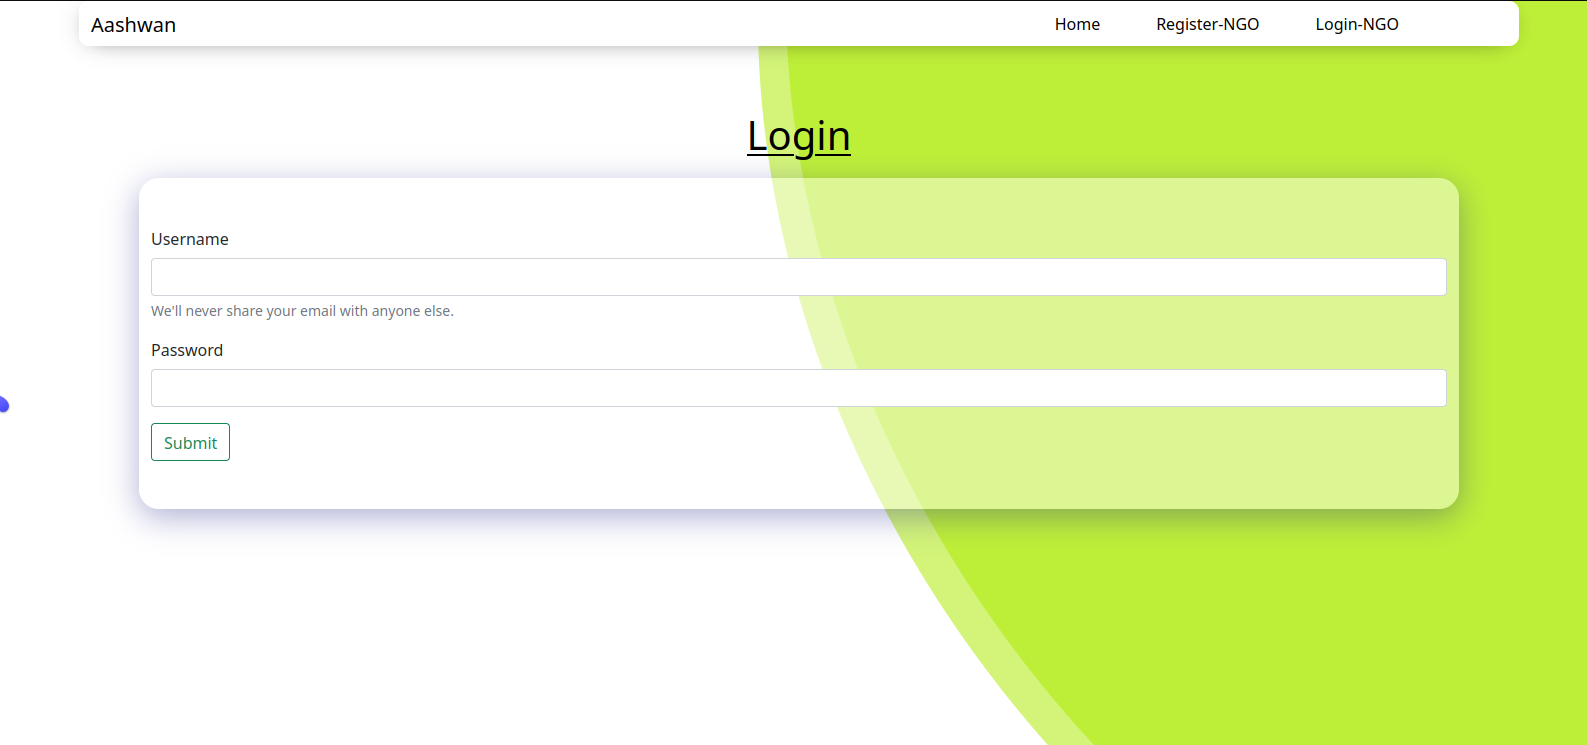 Aashwan Home Register-NGO Login-NGO
Login
Username
We'll never share your email with anyone else.
Password
Submit